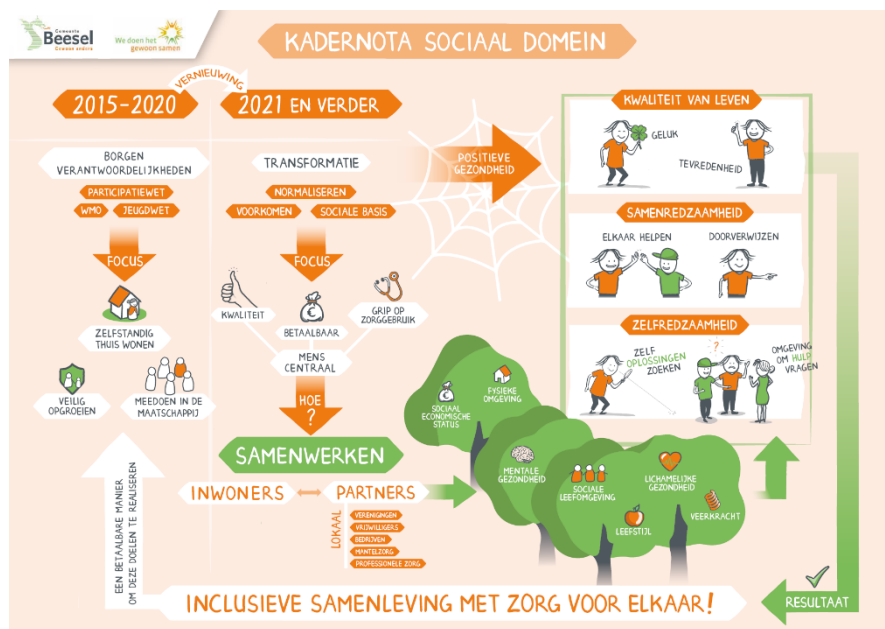 Gemeente
Beesel
Gewoon anders
We doen het
gewoon samen
KADERNOTA SOCIAAL DOMEIN
VERNIEUWING
2015-2020
2021 EN VERDER
BORGEN
VERANTWOORDELIJKHEDEN
PARTICIPATIEWET
WMO
JEUGDWET
FOCUS
ZELFSTANDIG
THUIS WONEN
VEILIG
OPGROEIEN
MEEDOEN IN DE
MAATSCHAPPIJ
TRANSFORMATIE
NORMALISEREN
VOORKOMEN
SOCIALE BASIS
FOCUS
KWALITEIT
€
BETAALBAAR
GRIP OP
ZORGGEBRUIK
MENS
CENTRAAL
HOE
?
SAMENWERKEN
INWONERS
PARTNERS
LOKAAL
VERENIGINGEN
VRIJWILLIGERS
BEDRIJVEN
MANTELZORG
PROFESSIONELE ZORG
POSITIEVE
GEZONDHEID
KWALITEIT VAN LEVEN
GELUK
TEVREDENHEID
SAMENREDZAAMHEID
ELKAAR HELPEN
DOORVERWIJZEN
ZELFREDZAAMHEID
ZELF
OPLOSSINGEN
ZOEKEN
?
OMGEVING
OM HULP
VRAGEN
€
SOCIAAL
ECONOMISCHE
STATUS
FYSIEKE
OMGEVING
MENTALE
GEZONDHEID
SOCIALE
LEEFOMGEVING
LICHAMELIJKE
GEZONDHEID
LEEFSTIJL
VEERKRACHT
EEN BETAALBARE MANIER
OM DEZE DOELEN TE REALISEREN
INCLUSIEVE SAMENLEVING MET ZORG VOOR ELKAAR!
RESULTAAT